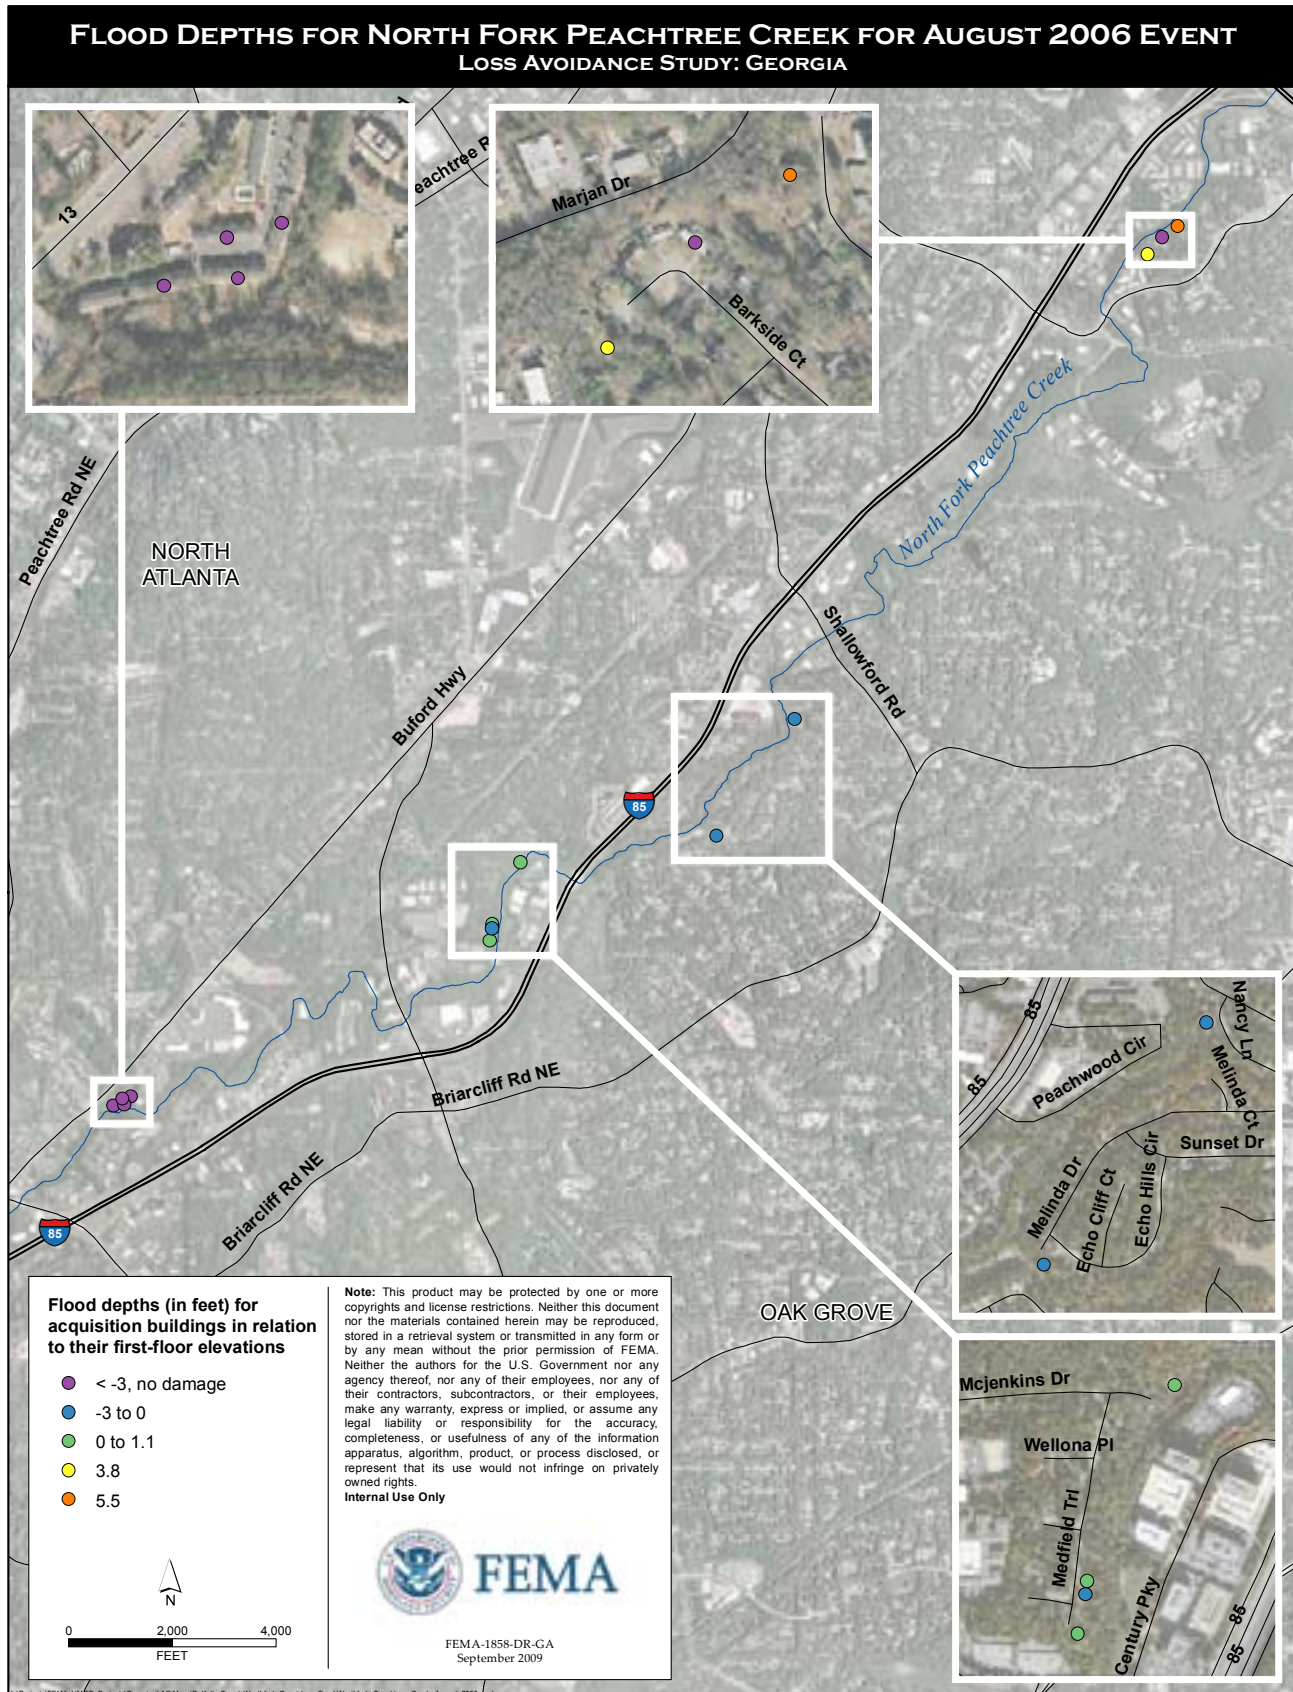 FLOOD DEPTHS FOR NORTH FORK PEACHTREE CREEK FOR AUGUST 2006 EVENT
LOSS AVOIDANCE STUDY: GEORGIA
13
eachtree R
Marjan Dr
Barkside Ct
Peachtree Rd NE
NORTH
ATLANTA
North Fork Peachtree Creek
Shallowford Rd
Buford Hwy
85
Briarcliff Rd NE
Briarcliff Rd NE
85
OAK GROVE
85
85
Peachwood Cir
Nancy Ln
Melinda Ct
Sunset Dr
Melinda Dr
Echo Cliff Ct
Echo Hills Cir
Mcjenkins Dr
Wellona Pl
Medfield Trl
Century Pky
85
85
Flood depths (in feet) for
acquisition buildings in relation
to their first-floor elevations
< -3, no damage
-3 to 0
0 to 1.1
3.8
5.5
N
0 2,000 4,000
FEET
Note: This product may be protected by one or more
copyrights and license restrictions. Neither this document
nor the materials contained herein may be reproduced,
stored in a retrieval system or transmitted in any form or
by any mean without the prior permission of FEMA.
Neither the authors for the U.S. Government nor any
agency thereof, nor any of their employees, nor any of
their contractors, subcontractors, or their employees,
make any warranty, express or implied, or assume any
legal liability or responsibility for the accuracy,
completeness, or usefulness of any of the information
apparatus, algorithm, product, or process disclosed, or
represent that its use would not infringe on privately
owned rights.
Internal Use Only
FEMA
FEMA-1858-DR-GA
September 2009